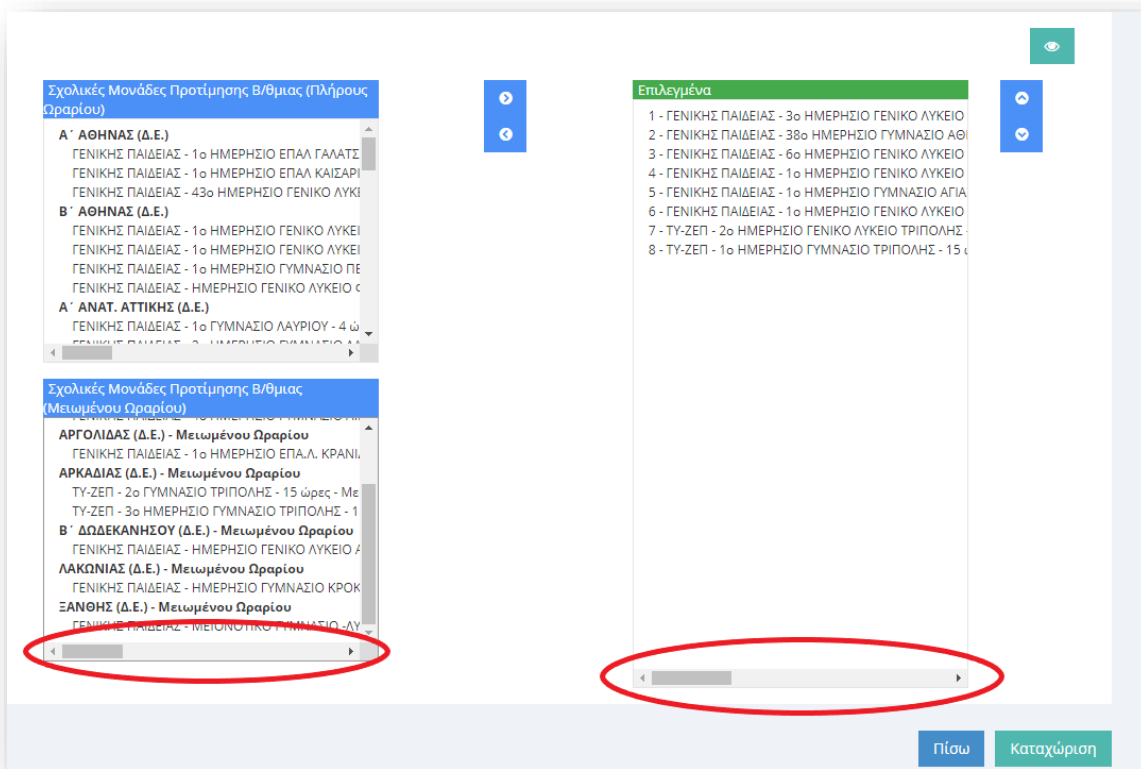 Σχολικές Μονάδες Προτίμησης Β/θμιας (Πλήρους
Ωραρίου)
Α΄ ΑΘΗΝΑΣ (Δ.Ε.)
ΓΕΝΙΚΗΣ ΠΑΙΔΕΙΑΣ - 1ο ΗΜΕΡΗΣΙΟ ΕΠΑΛ ΓΑΛΑΤΣ
ΓΕΝΙΚΗΣ ΠΑΙΔΕΙΑΣ - 1ο ΗΜΕΡΗΣΙΟ ΕΠΑΛ ΚΑΙΣΑΡΙ
ΓΕΝΙΚΗΣ ΠΑΙΔΕΙΑΣ - 43ο ΗΜΕΡΗΣΙΟ ΓΕΝΙΚΟ ΛΥΚΕ
Β΄ ΑΘΗΝΑΣ (Δ.Ε.)
ΓΕΝΙΚΗΣ ΠΑΙΔΕΙΑΣ - 1ο ΗΜΕΡΗΣΙΟ ΓΕΝΙΚΟ ΛΥΚΕΙ
ΓΕΝΙΚΗΣ ΠΑΙΔΕΙΑΣ - 1ο ΗΜΕΡΗΣΙΟ ΓΕΝΙΚΟ ΛΥΚΕΙ
ΓΕΝΙΚΗΣ ΠΑΙΔΕΙΑΣ - 1ο ΗΜΕΡΗΣΙΟ ΓΥΜΝΑΣΙΟ ΠΕ
ΓΕΝΙΚΗΣ ΠΑΙΔΕΙΑΣ - ΗΜΕΡΗΣΙΟ ΓΕΝΙΚΟ ΛΥΚΕΙΟ
Α΄ ΑΝΑΤ. ΑΤΤΙΚΗΣ (Δ.Ε.)
ΓΕΝΙΚΗΣ ΠΑΙΔΕΙΑΣ - 1ο ΓΥΜΝΑΣΙΟ ΛΑΥΡΙΟΥ - 4 ώ
Σχολικές Μονάδες Προτίμησης Β/θμιας
(Μειωμένου Ωραρίου)
ΑΡΓΟΛΙΔΑΣ (Δ.Ε.) - Μειωμένου Ωραρίου
ΓΕΝΙΚΗΣ ΠΑΙΔΕΙΑΣ - 1ο ΗΜΕΡΗΣΙΟ ΕΠΑ.Λ. ΚΡΑΝΙ
ΑΡΚΑΔΙΑΣ (Δ.Ε.) - Μειωμένου Ωραρίου
ΤΥ-ΖΕΠ - 2ο ΓΥΜΝΑΣΙΟ ΤΡΙΠΟΛΗΣ - 15 ώρες - Με
ΤΥ-ΖΕΠ - 3ο ΗΜΕΡΗΣΙΟ ΓΥΜΝΑΣΙΟ ΤΡΙΠΟΛΗΣ - 1
Β΄ ΔΩΔΕΚΑΝΗΣΟΥ (Δ.Ε.) - Μειωμένου Ωραρίου
ΓΕΝΙΚΗΣ ΠΑΙΔΕΙΑΣ - ΗΜΕΡΗΣΙΟ ΓΕΝΙΚΟ ΛΥΚΕΙΟ
ΛΑΚΩΝΙΑΣ (Δ.Ε.) - Μειωμένου Ωραρίου
ΓΕΝΙΚΗΣ ΠΑΙΔΕΙΑΣ - ΗΜΕΡΗΣΙΟ ΓΥΜΝΑΣΙΟ ΚΡΟΚ
ΞΑΝΘΗΣ (Δ.Ε.) - Μειωμένου Ωραρίου
ΓΕΝΙΚΗΣ ΠΑΙΔΕΙΑΣ - ΜΕΙΟΝΟΤΙΚΟ ΓΥΜΝΑΣΙΟ -ΛΥ
Επιλεγμένα
1 - ΓΕΝΙΚΗΣ ΠΑΙΔΕΙΑΣ - 3ο ΗΜΕΡΗΣΙΟ ΓΕΝΙΚΟ ΛΥΚΕΙΟ
2 - ΓΕΝΙΚΗΣ ΠΑΙΔΕΙΑΣ - 38ο ΗΜΕΡΗΣΙΟ ΓΥΜΝΑΣΙΟ ΑΘΙ
3 - ΓΕΝΙΚΗΣ ΠΑΙΔΕΙΑΣ - 6ο ΗΜΕΡΗΣΙΟ ΓΕΝΙΚΟ ΛΥΚΕΙΟ
4 - ΓΕΝΙΚΗΣ ΠΑΙΔΕΙΑΣ - 1ο ΗΜΕΡΗΣΙΟ ΓΕΝΙΚΟ ΛΥΚΕΙΟ
5 - ΓΕΝΙΚΗΣ ΠΑΙΔΕΙΑΣ - 1ο ΗΜΕΡΗΣΙΟ ΓΥΜΝΑΣΙΟ ΑΓΙΑ
6 - ΓΕΝΙΚΗΣ ΠΑΙΔΕΙΑΣ - 1ο ΗΜΕΡΗΣΙΟ ΓΕΝΙΚΟ ΛΥΚΕΙΟ
7 - ΤΥ-ΖΕΠ - 2ο ΗΜΕΡΗΣΙΟ ΓΕΝΙΚΟ ΛΥΚΕΙΟ ΤΡΙΠΟΛΗΣ -
8 - ΤΥ-ΖΕΠ - 1ο ΗΜΕΡΗΣΙΟ ΓΥΜΝΑΣΙΟ ΤΡΙΠΟΛΗΣ - 15
Πίσω
Καταχώριση